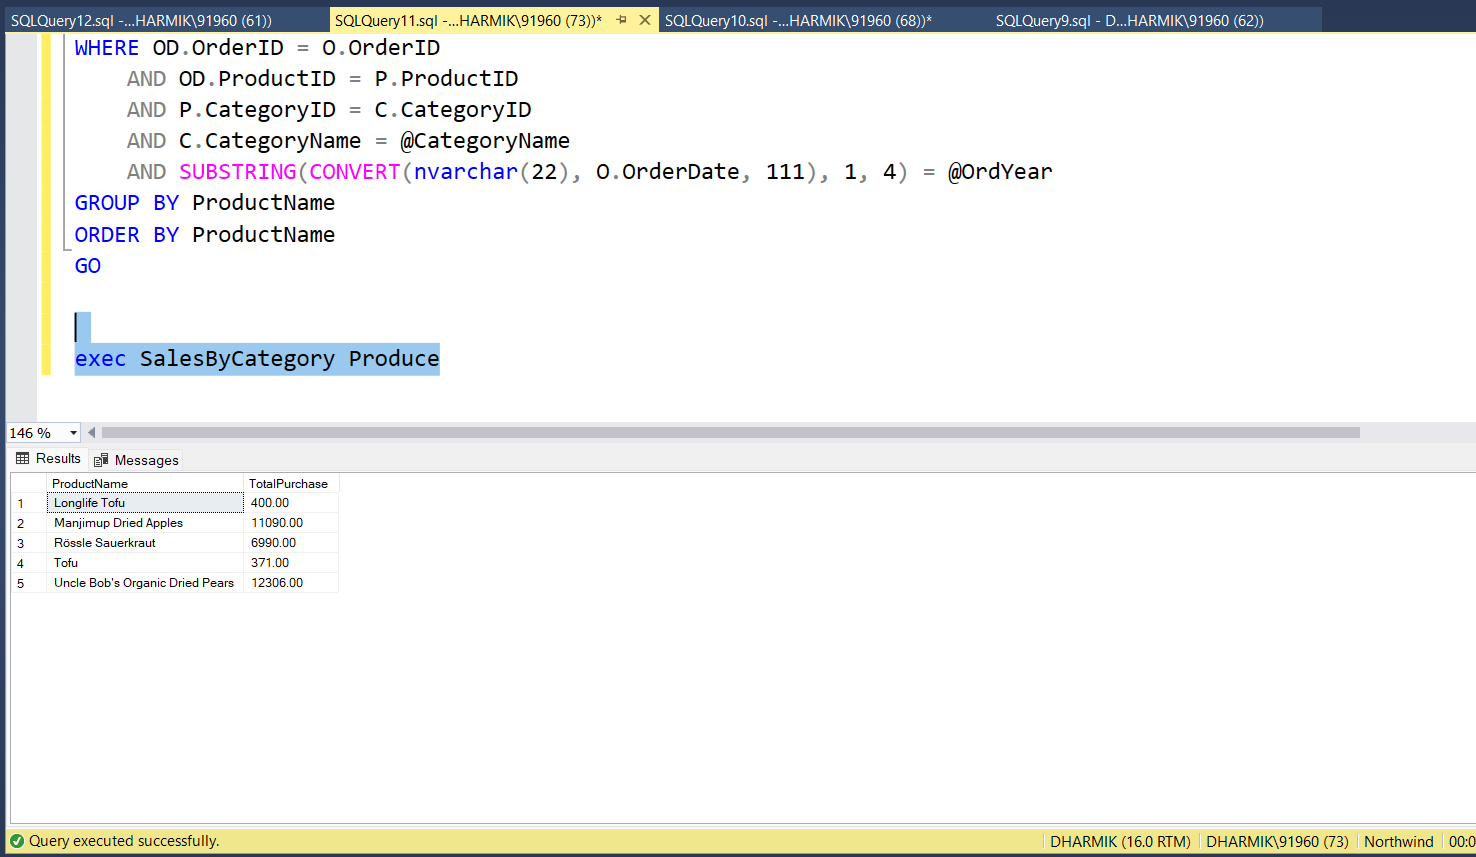 SQLQuery12.sql -...HARMIK\91960 (61))
SQLQuery11.sql -...HARMIK\91960 (73))*
SQLQuery10.sql -...HARMIK\91960 (68))*
SQLQuery9.sql - D...HARMIK\91960 (62))
WHERE OD.OrderID = O.OrderID
AND OD.ProductID = P.ProductID
AND P.CategoryID = C.CategoryID
AND C.CategoryName = @CategoryName
AND SUBSTRING(CONVERT(nvarchar(22), O.OrderDate, 111), 1, 4) = @OrdYear
GROUP BY ProductName
ORDER BY ProductName
GO
exec SalesByCategory Produce
146 %
Results Messages
ProductName TotalPurchase
1 Longlife Tofu 400.00
2 Manjimup Dried Apples 11090.00
3 Rössle Sauerkraut 6990.00
4 Tofu 371.00
5 Uncle Bob's Organic Dried Pears 12306.00
Query executed successfully. DHARMIK (16.0 RTM) DHARMIK\91960 (73) Northwind 00:0